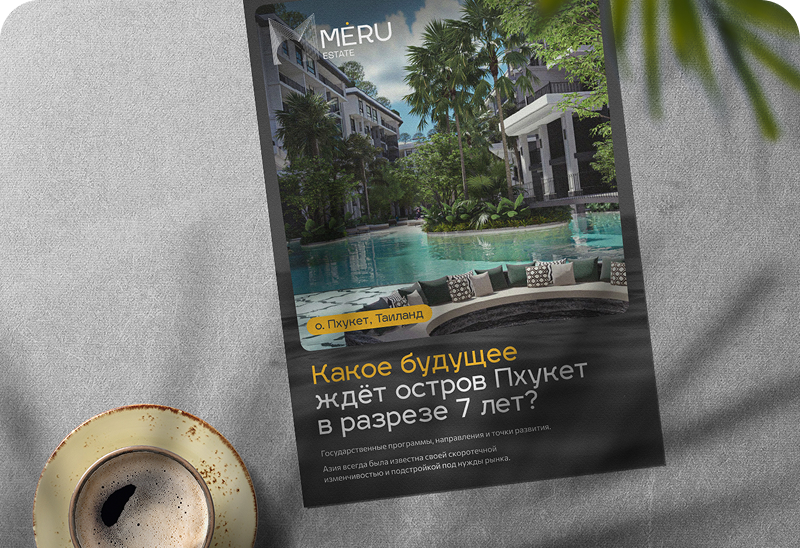 MERU
ESTATE
о. Пхукет, Таиланд
Какое будущее
ждёт остров Пхукет
в разрезе 7 лет?
Государственные программы, направления и точки развития.
Азия всегда была известна своей скоротечной
изменчивостью и подстройкой под нужды рынка.